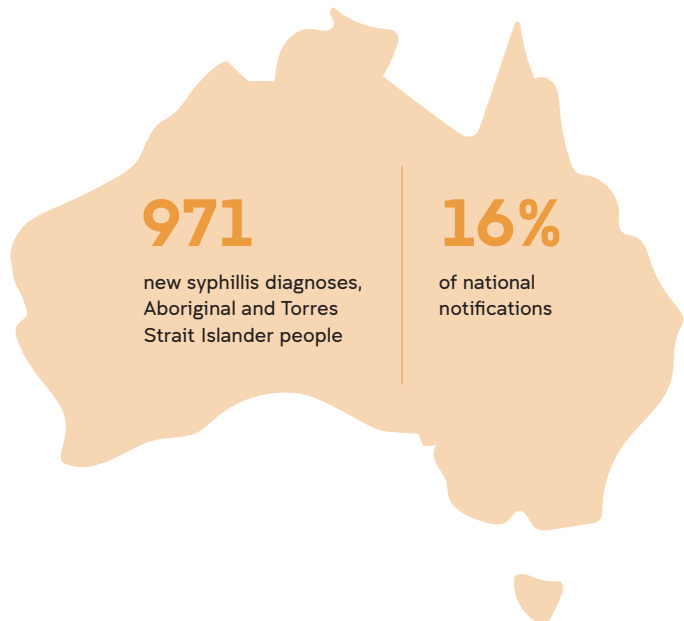 971
new syphillis diagnoses,
Aboriginal and Torres
Strait Islander people
16%
of national
notifications